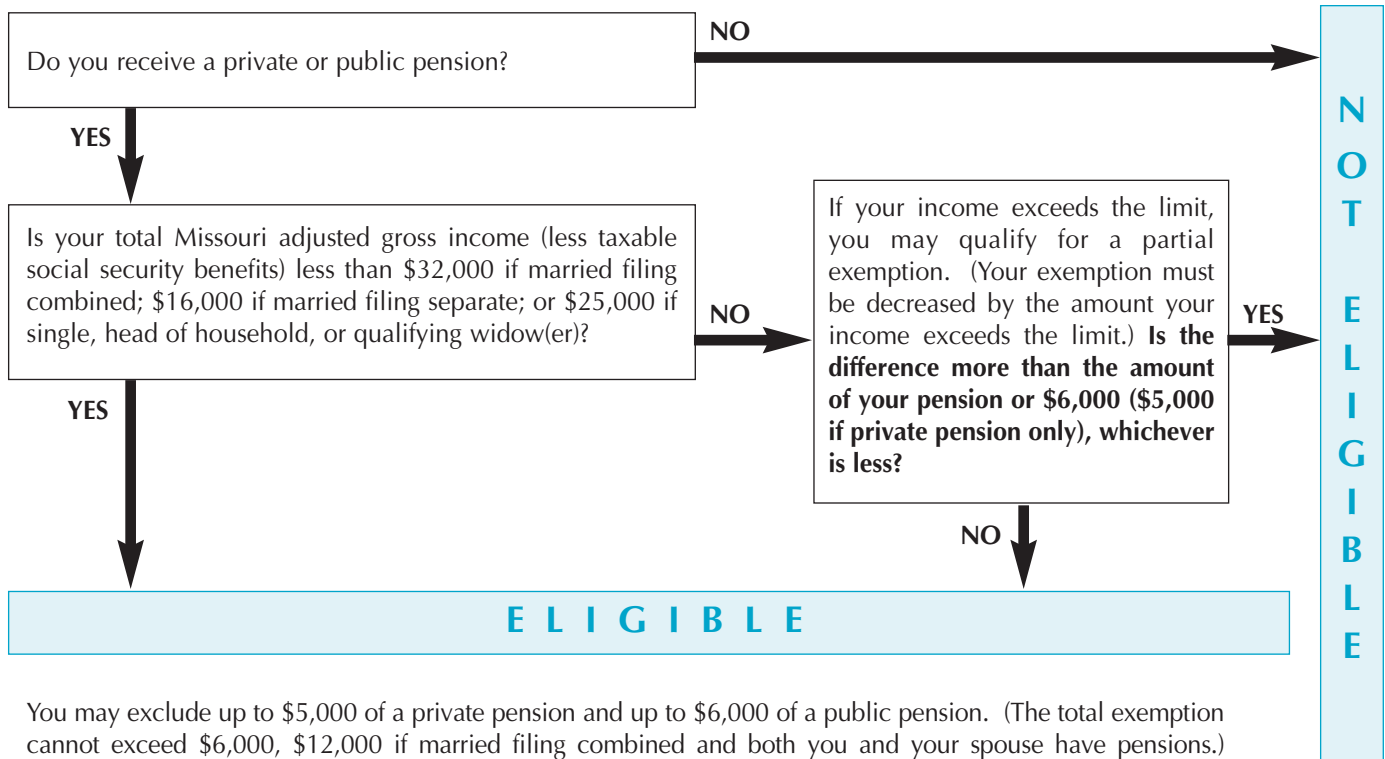 Do you receive a private or public pension?
NO
YES
Is your total Missouri adjusted gross income (less taxable
social security benefits) less than $32,000 if married filing
combined; $16,000 if married filing separate; or $25,000 if
single, head of household, or qualifying widow(er)?
NO
YES
If your income exceeds the limit,
you may qualify for a partial
exemption. (Your exemption must
be decreased by the amount your
income exceeds the limit.) Is the
difference more than the amount
of your pension or $6,000 ($5,000
if private pension only), whichever
is less?
YES
NO
NOT ELIGIBLE
ELIGIBLE
You may exclude up to $5,000 of a private pension and up to $6,000 of a public pension. (The total exemption
cannot exceed $6,000, $12,000 if married filing combined and both you and your spouse have pensions.)